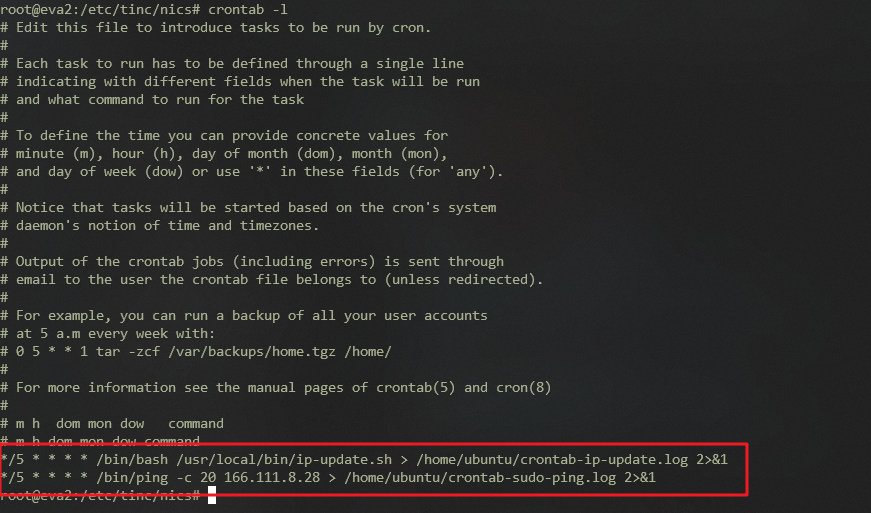 root@eva2:/etc/tinc/nics# crontab -l
# Edit this file to introduce tasks to be run by cron.
#
# Each task to run has to be defined through a single line
# indicating with different fields when the task will be run
# and what command to run for the task
#
# To define the time you can provide concrete values for
# minute (m), hour (h), day of month (dom), month (mon),
# and day of week (dow) or use '*' in these fields (for 'any').
#
# Notice that tasks will be started based on the cron's system
# daemon's notion of time and timezones.
#
# Output of the crontab jobs (including errors) is sent through
# email to the user the crontab file belongs to (unless redirected).
#
# For example, you can run a backup of all your user accounts
# at 5 a.m every week with:
# 0 5 * * 1 tar -zcf /var/backups/home.tgz /home/
#
# For more information see the manual pages of crontab(5) and cron(8)
#
# m h  dom mon dow   command
# m h dom mon dow command
*/5 * * * * /bin/bash /usr/local/bin/ip-update.sh > /home/ubuntu/crontab-ip-update.log 2>&1
*/5 * * * * /bin/ping -c 20 166.111.8.28 > /home/ubuntu/crontab-sudo-ping.log 2>&1
root@eva2:/etc/tinc/nics#